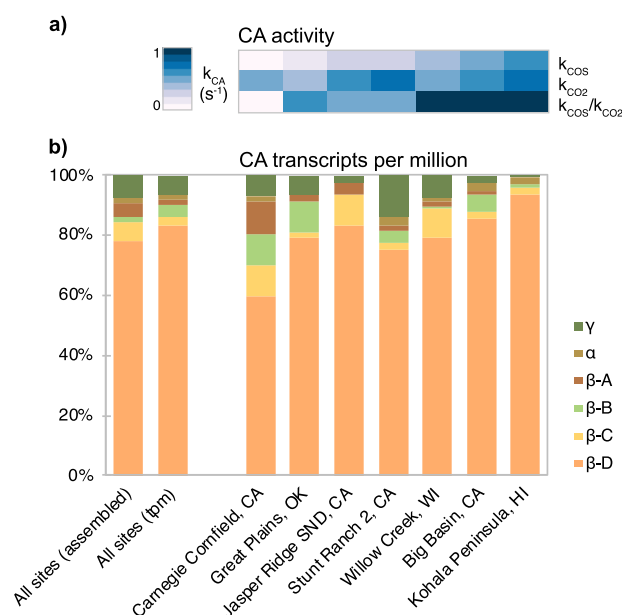 a)
CA activity
1
0
k_CA
(s⁻¹)
k_COS
k_CO2
k_COS/k_CO2
b)
CA transcripts per million
100%
80%
60%
40%
20%
0%
γ
α
β-A
β-B
β-C
β-D
All sites (assembled)
All sites (tpm)
Carnegie Cornfield, CA
Great Plains, OK
Jasper Ridge SND, CA
Stunt Ranch 2, CA
Willow Creek, WI
Big Basin, CA
Kohala Peninsula, HI